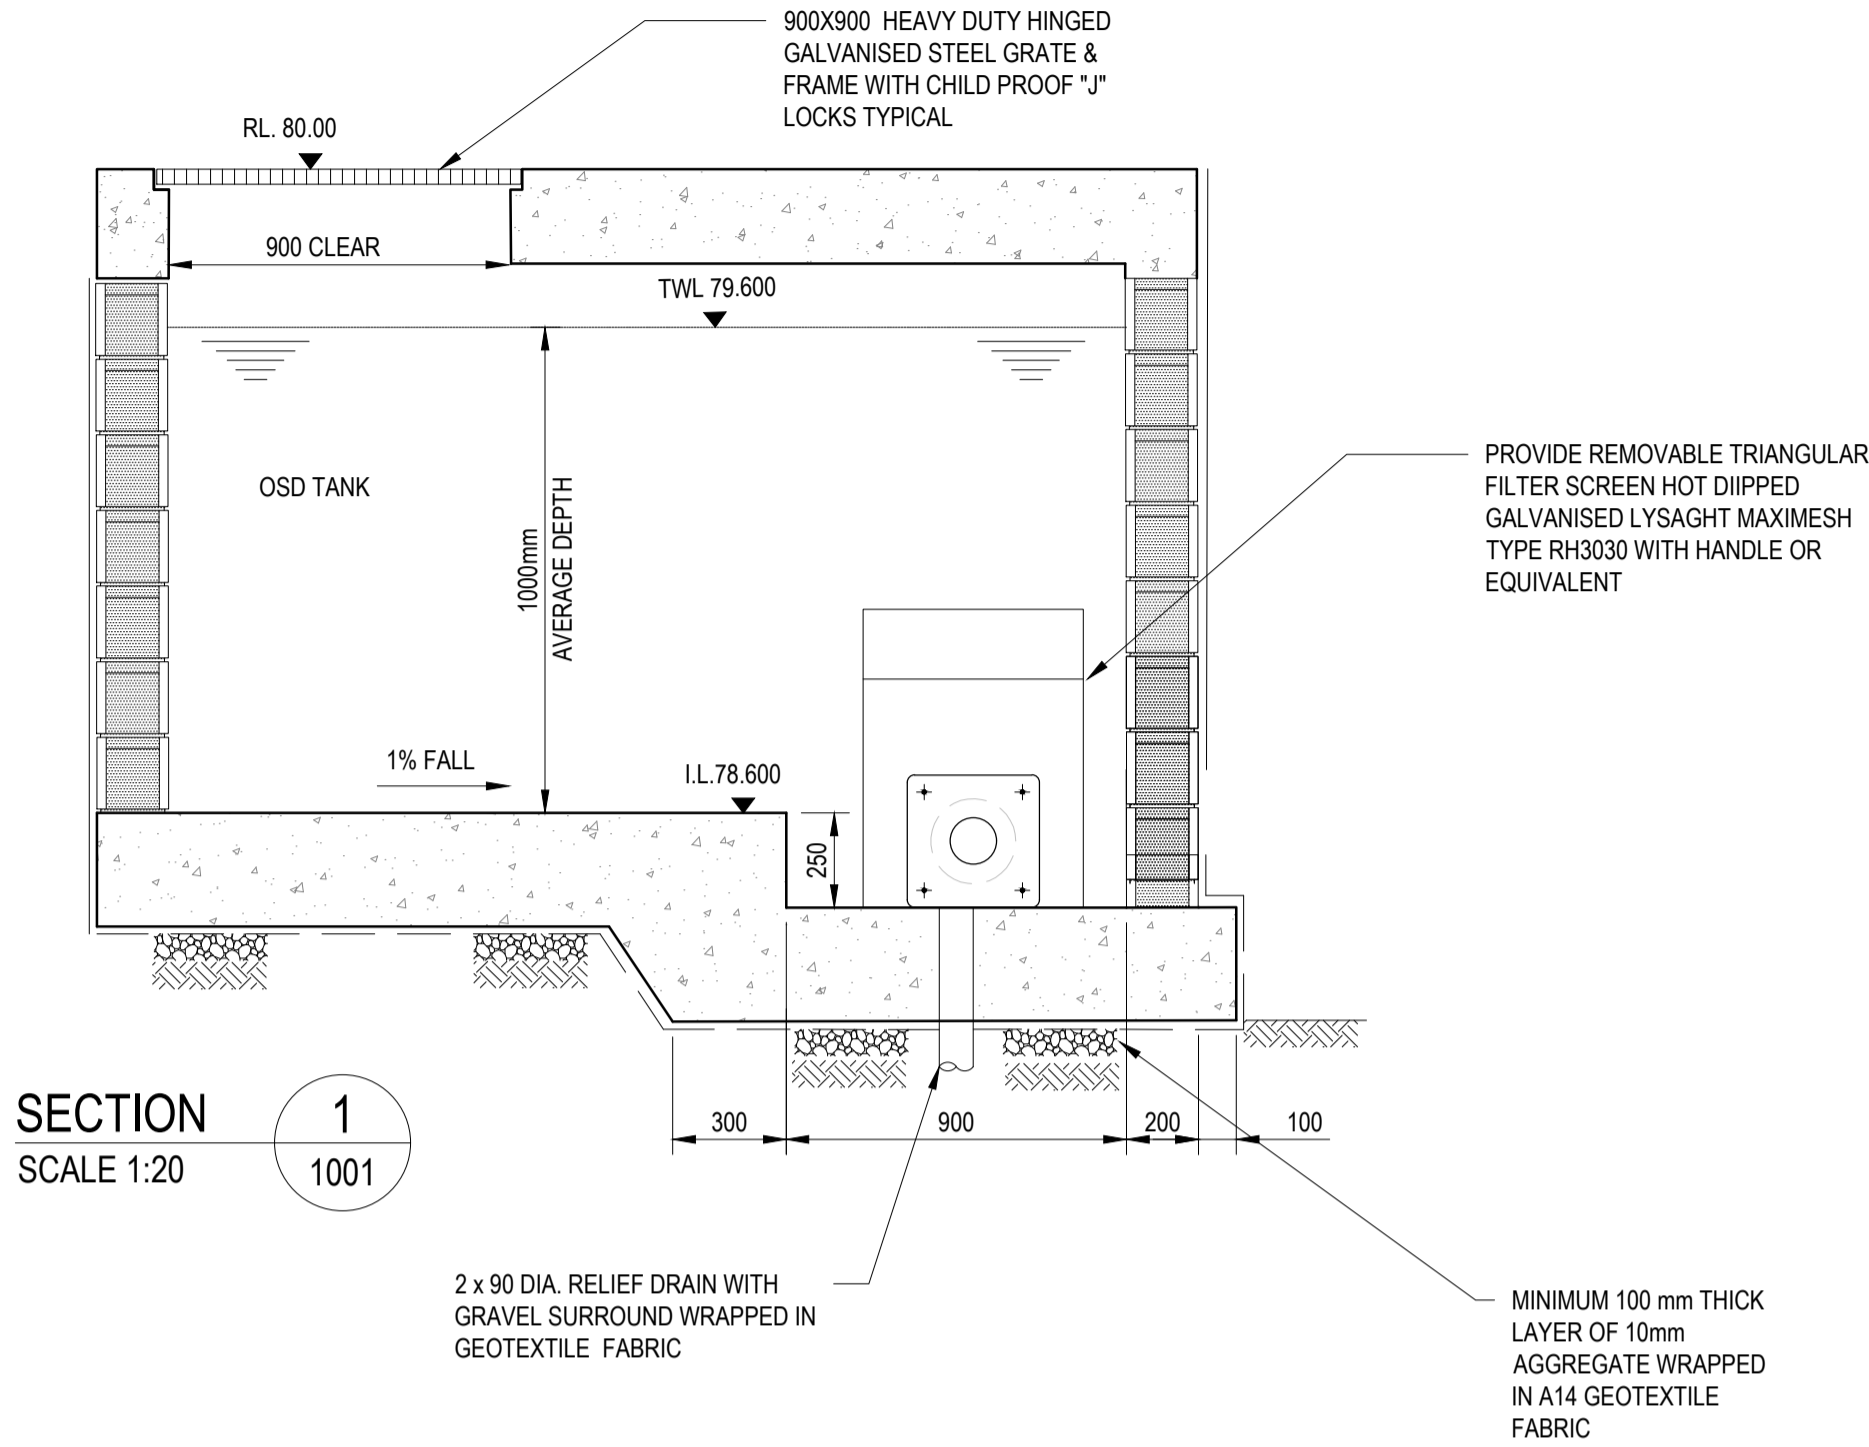 900X900 HEAVY DUTY HINGED
GALVANISED STEEL GRATE &
FRAME WITH CHILD PROOF "J"
LOCKS TYPICAL
RL. 80.00
900 CLEAR
TWL 79.600
OSD TANK
1000mm
AVERAGE DEPTH
PROVIDE REMOVABLE TRIANGULAR
FILTER SCREEN HOT DIIPPED
GALVANISED LYSAGHT MAXIMESH
TYPE RH3030 WITH HANDLE OR
EQUIVALENT
1% FALL
I.L.78.600
250
SECTION
SCALE 1:20
1
1001
300
900
200
100
2 x 90 DIA. RELIEF DRAIN WITH
GRAVEL SURROUND WRAPPED IN
GEOTEXTILE FABRIC
MINIMUM 100 mm THICK
LAYER OF 10mm
AGGREGATE WRAPPED
IN A14 GEOTEXTILE
FABRIC